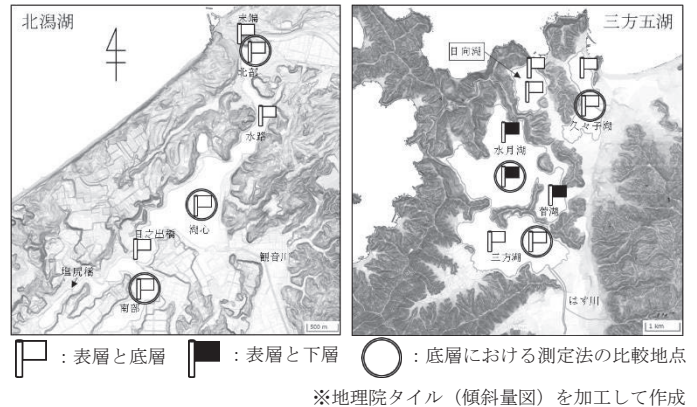 北潟湖
末端
北部
水路
湖心
日之出橋
観音川
塩尻橋
南部
500 m
三方五湖
日向湖
久々子湖
水月湖
菅湖
三方湖
はす川
1 km
：表層と底層
：表層と下層
：底層における測定法の比較地点
※地理院タイル（傾斜量図）を加工して作成